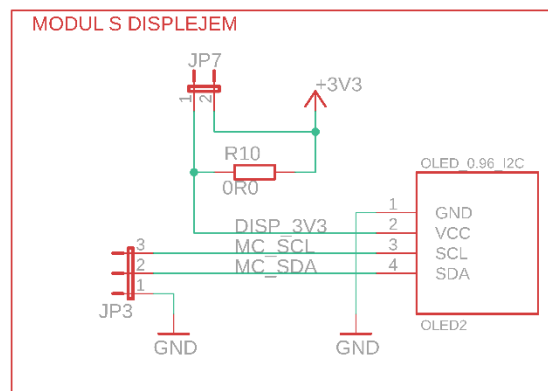 MODUL S DISPLEJEM
JP7
1
2
+3V3
R10
0R0
OLED_0.96_I2C
DISP_3V3
MC_SCL
MC_SDA
1
2
3
4
GND
VCC
SCL
SDA
3
2
1
JP3
GND
GND
OLED2